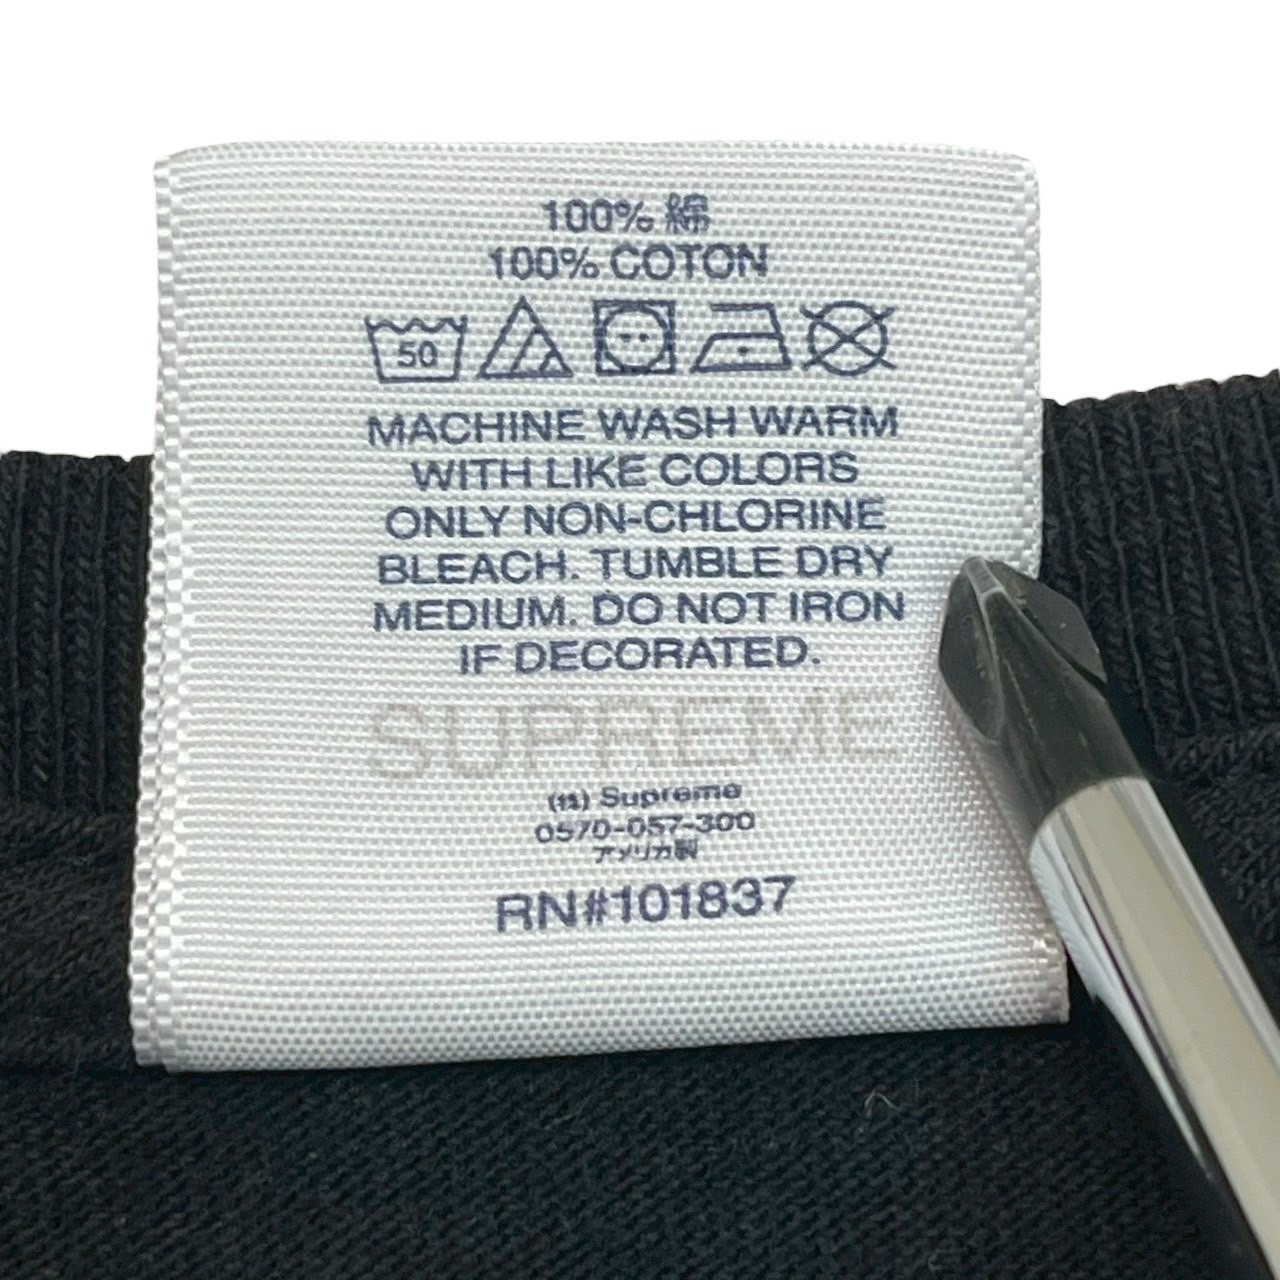 100% 綿
100% COTON
50
MACHINE WASH WARM
WITH LIKE COLORS
ONLY NON-CHLORINE
BLEACH. TUMBLE DRY
MEDIUM. DO NOT IRON
IF DECORATED.
SUPREME
(株) Supreme
0570-057-300
アメリカ製
RN#101837